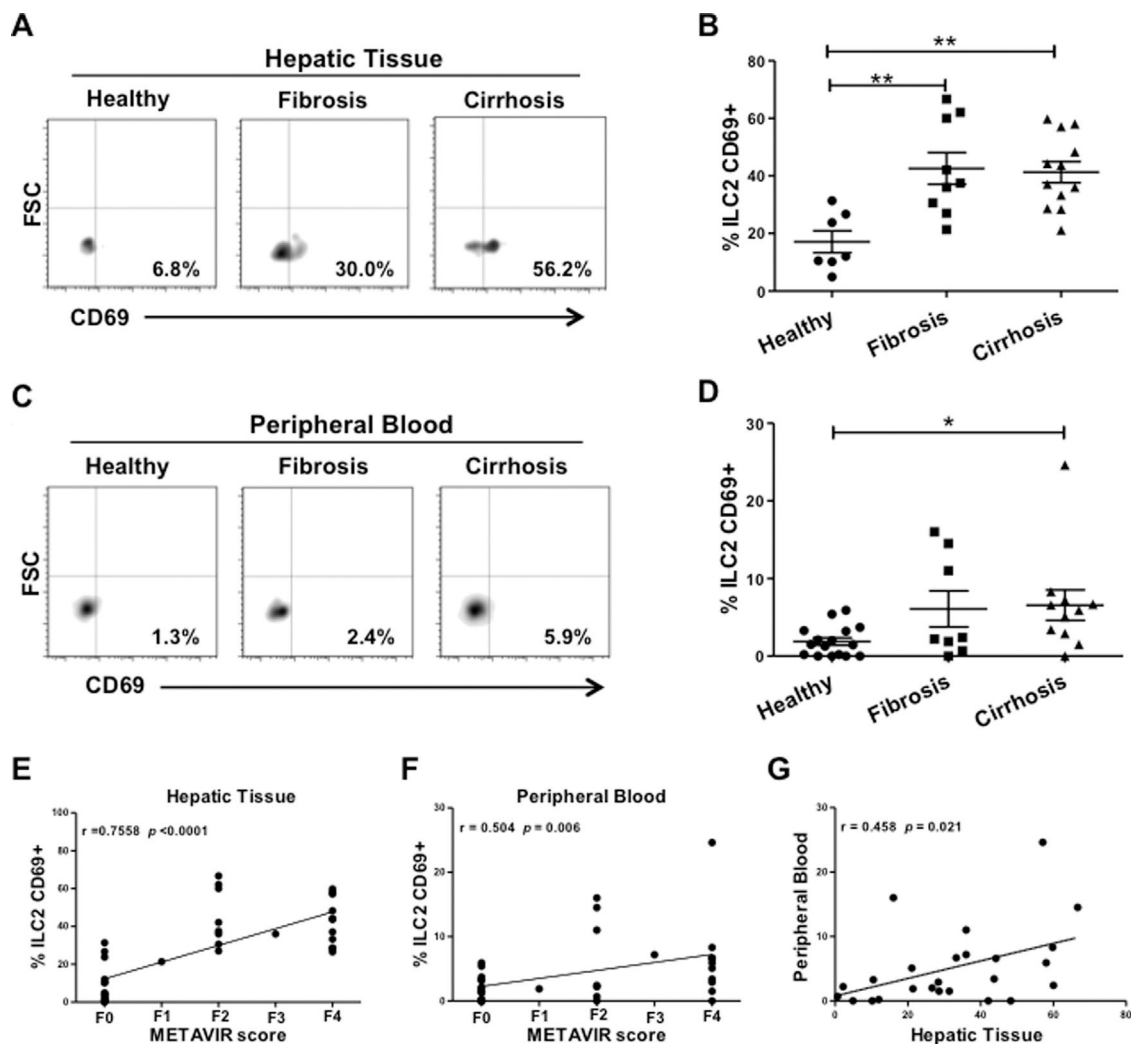 A
Hepatic Tissue
Healthy Fibrosis Cirrhosis
FSC
6.8% 30.0% 56.2%
CD69
B
** 
**
% ILC2 CD69+
80
60
40
20
0
Healthy Fibrosis Cirrhosis
C
Peripheral Blood
Healthy Fibrosis Cirrhosis
FSC
1.3% 2.4% 5.9%
CD69
D
*
% ILC2 CD69+
30
20
10
0
Healthy Fibrosis Cirrhosis
E
Hepatic Tissue
r =0.7558 p <0.0001
% ILC2 CD69+
100
80
60
40
20
0
F0 F1 F2 F3 F4
METAVIR score
F
Peripheral Blood
r = 0.504 p = 0.006
% ILC2 CD69+
30
20
10
0
F0 F1 F2 F3 F4
METAVIR score
G
r = 0.458 p = 0.021
Peripheral Blood
30
20
10
0
0 20 40 60 80
Hepatic Tissue